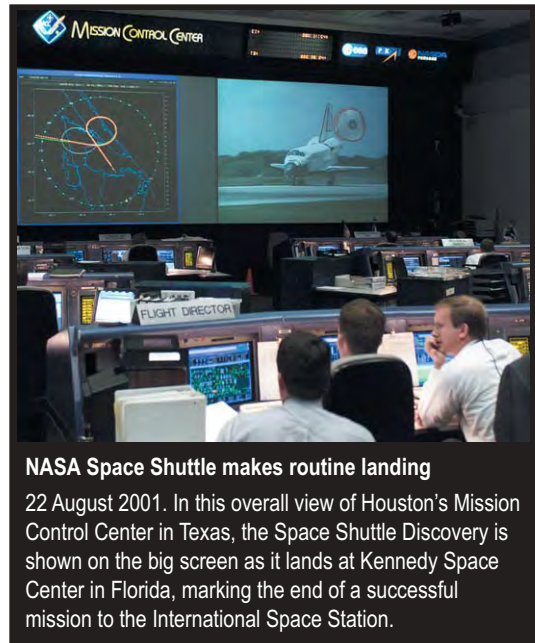 MISSION CONTROL CENTER
esa
FLIGHT DIRECTOR
NASA Space Shuttle makes routine landing
22 August 2001. In this overall view of Houston's Mission
Control Center in Texas, the Space Shuttle Discovery is
shown on the big screen as it lands at Kennedy Space
Center in Florida, marking the end of a successful
mission to the International Space Station.